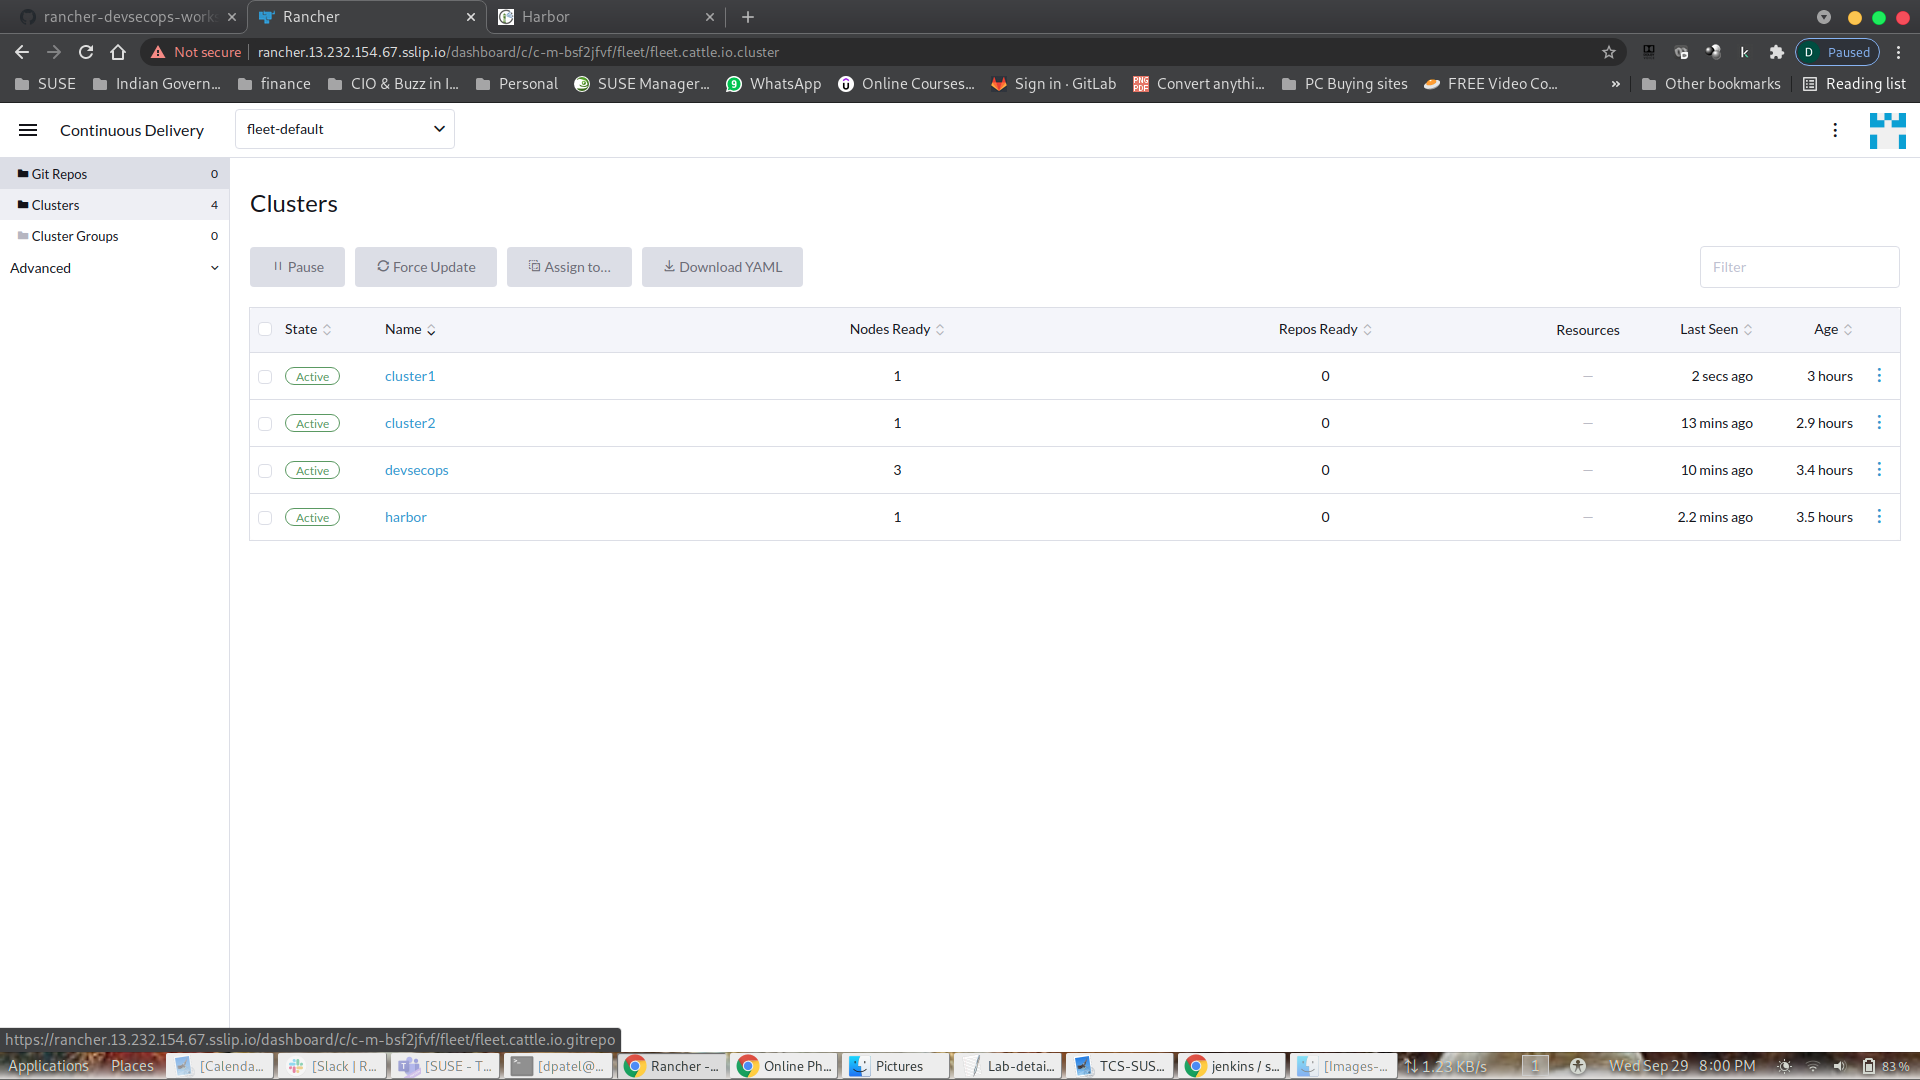 rancher-devsecops-works
Rancher
Harbor
Not secure
rancher.13.232.154.67.sslip.io/dashboard/c/c-m-bsf2jfvf/fleet/fleet.cattle.io.cluster
D Paused
SUSE
Indian Govern...
finance
CIO & Buzz in I...
Personal
SUSE Manager...
WhatsApp
Online Courses...
Sign in · GitLab
PNG PDF
Convert anythi...
PC Buying sites
FREE Video Co...
»
Other bookmarks
Reading list
Continuous Delivery
fleet-default
Git Repos 0
Clusters 4
Cluster Groups 0
Advanced
Clusters
Pause
Force Update
Assign to...
Download YAML
Filter
State Name Nodes Ready Repos Ready Resources Last Seen Age
Active cluster1 1 0 — 2 secs ago 3 hours
Active cluster2 1 0 — 13 mins ago 2.9 hours
Active devsecops 3 0 — 10 mins ago 3.4 hours
Active harbor 1 0 — 2.2 mins ago 3.5 hours
https://rancher.13.232.154.67.sslip.io/dashboard/c/c-m-bsf2jfvf/fleet/fleet.cattle.io.gitrepo
Applications
Places
[Calenda...
[Slack | R...
[SUSE - T...
[dpatel@...
Rancher -...
Online Ph...
Pictures
Lab-detai...
TCS-SUS...
jenkins / s...
[Images-...
1.23 KB/s
1
Wed Sep 29 8:00 PM
83 %